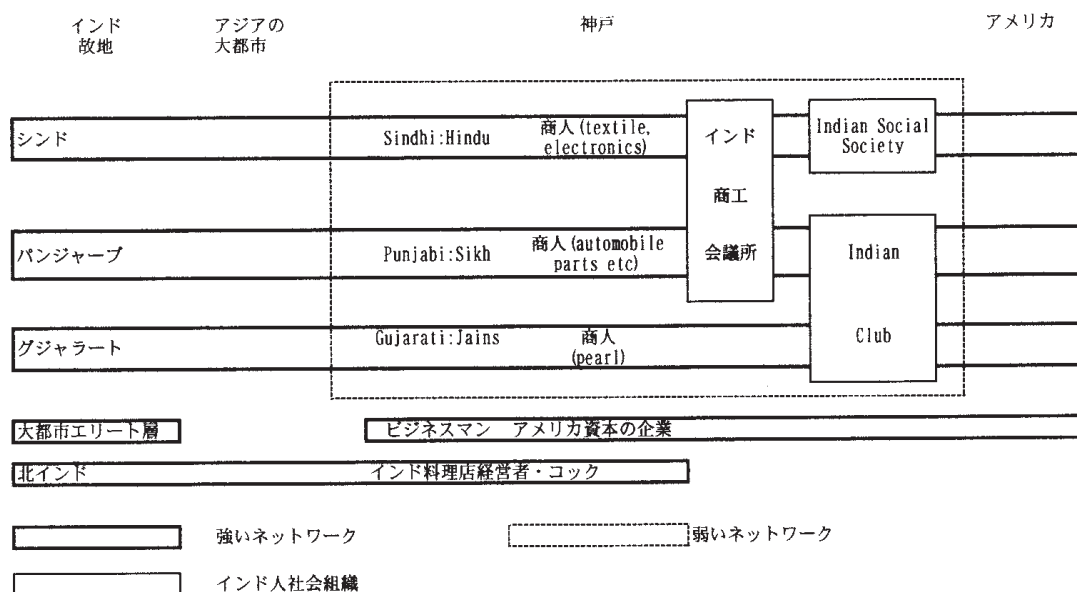 インド
故地
アジアの
大都市
神戸
アメリカ
シンド
Sindhi:Hindu
商人(textile,
electronics)
インド
商工
会議所
Indian Social
Society
パンジャーブ
Punjabi:Sikh
商人(automobile
parts etc)
Indian
Club
グジャラート
Gujarati:Jains
商人
(pearl)
大都市エリート層
ビジネスマン アメリカ資本の企業
北インド
インド料理店経営者・コック
強いネットワーク
弱いネットワーク
インド人社会組織